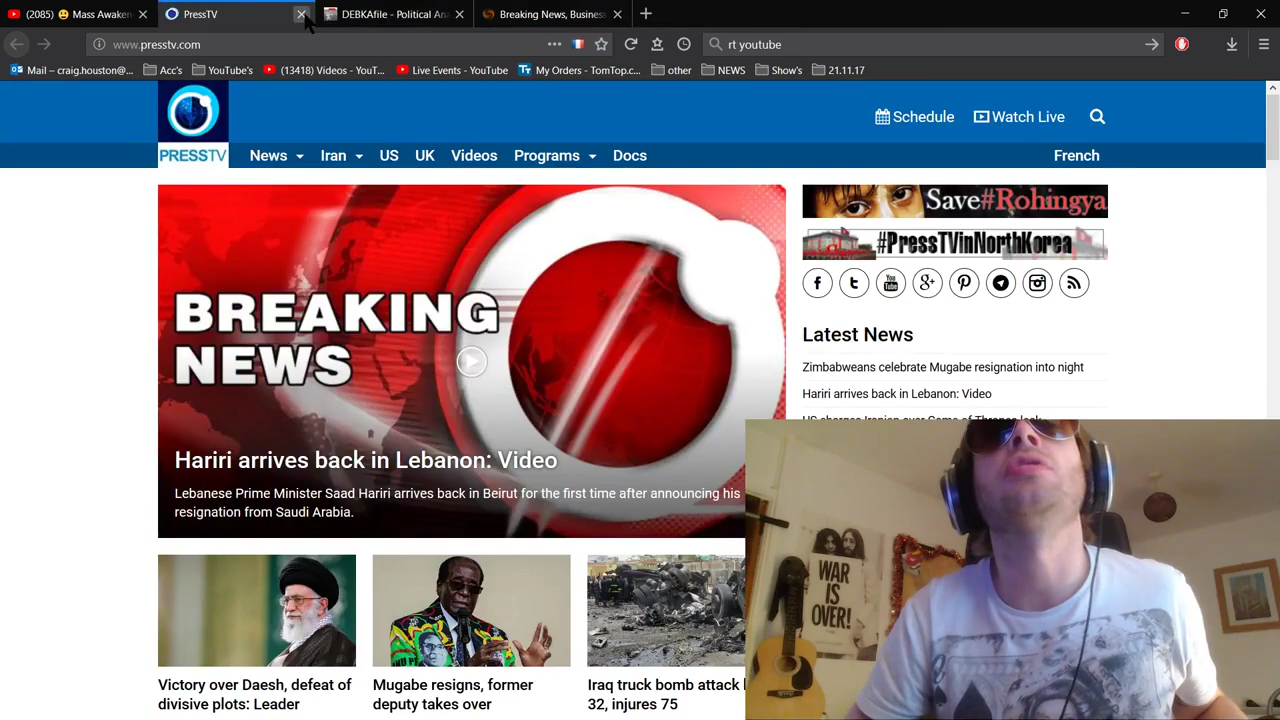 (2085) 😃 Mass Awaken
PressTV
DEBKAfile - Political Ana
Breaking News, Business
www.presstv.com
rt youtube
Mail – craig.houston@...
Acc's
YouTube's
(13418) Videos - YouT...
Live Events - YouTube
My Orders - TomTop.c...
other
NEWS
Show's
21.11.17
Schedule
Watch Live
PRESSTV
News
Iran
US
UK
Videos
Programs
Docs
French
BREAKING
NEWS
Hariri arrives back in Lebanon: Video
Lebanese Prime Minister Saad Hariri arrives back in Beirut for the first time after announcing his
resignation from Saudi Arabia.
Save#Rohingya
#PressTVinNorthKorea
You
Tube
Latest News
Zimbabweans celebrate Mugabe resignation into night
Hariri arrives back in Lebanon: Video
WAR
IS
OVER!
Victory over Daesh, defeat of
divisive plots: Leader
Mugabe resigns, former
deputy takes over
Iraq truck bomb attack
32, injures 75